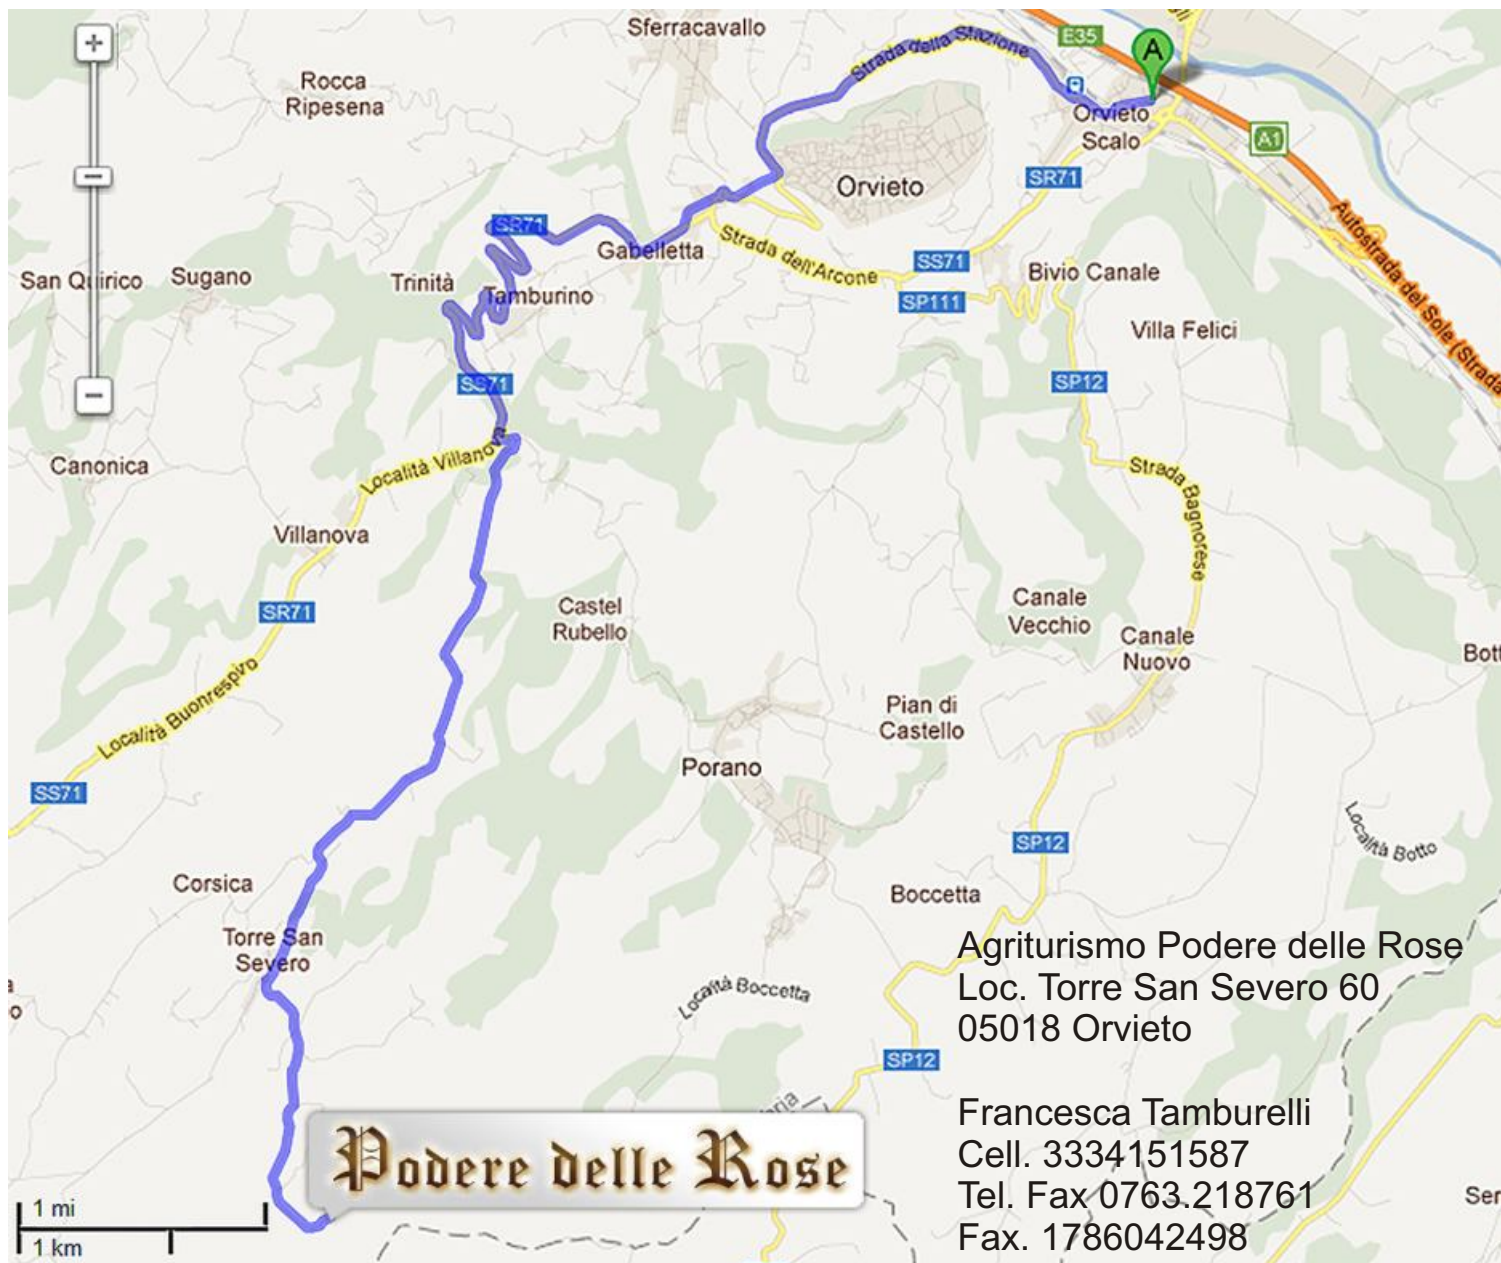 Sferracavallo
Strada della Stazione
E35
A
Rocca
Ripesena
Orvieto
Scalo
A1
SR71
Orvieto
Autostrada del Sole (Strada
SR71
Gabelletta
Strada dell'Arcone
SS71
Bivio Canale
San Quirico
Sugano
Trinità
Tamburino
SP111
Villa Felici
SS71
SP12
Canonica
Località Villanova
Strada Bagnorese
Villanova
SR71
Castel
Rubello
Canale
Vecchio
Canale
Nuovo
Bott
Località Buonrespiro
Pian di
Castello
SS71
Porano
SP12
Località Botto
Corsica
Boccetta
Torre San
Severo
Località Boccetta
SP12
Agriturismo Podere delle Rose
Loc. Torre San Severo 60
05018 Orvieto
Francesca Tamburelli
Cell. 3334151587
Tel. Fax 0763.218761
Fax. 1786042498
Podere delle Rose
Ser
1 mi
1 km